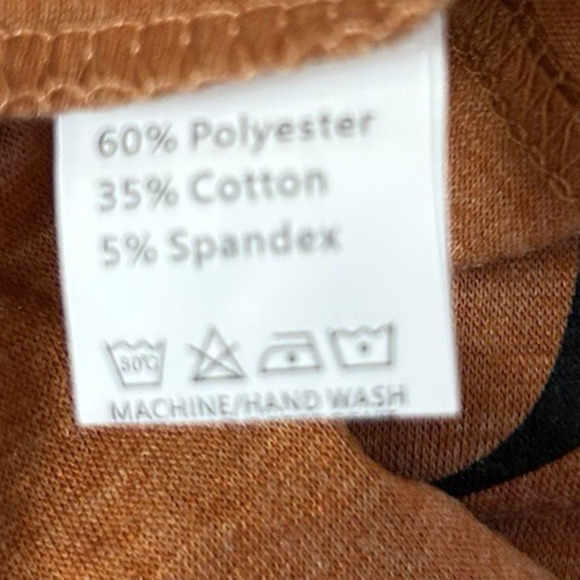 60% Polyester
35% Cotton
5% Spandex
30°C
MACHINE/HAND WASH